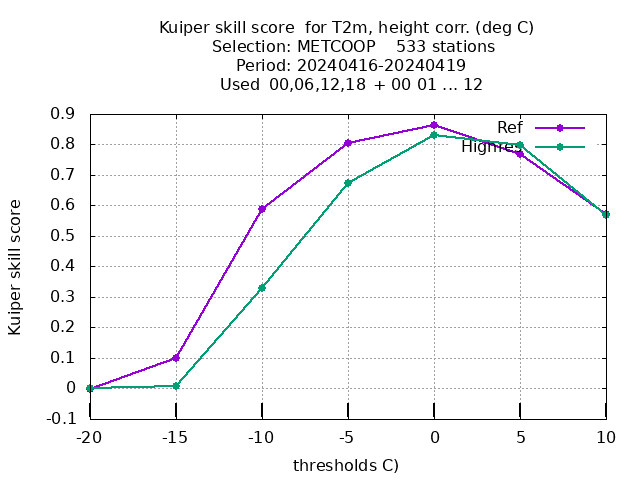 Kuiper skill score for T2m, height corr. (deg C)
Selection: METCOOP 533 stations
Period: 20240416-20240419
Used 00,06,12,18 + 00 01 ... 12
Kuiper skill score
0.9
0.8
0.7
0.6
0.5
0.4
0.3
0.2
0.1
0
-0.1
Ref
-20
-15
-10
-5
0
5
10
thresholds C)